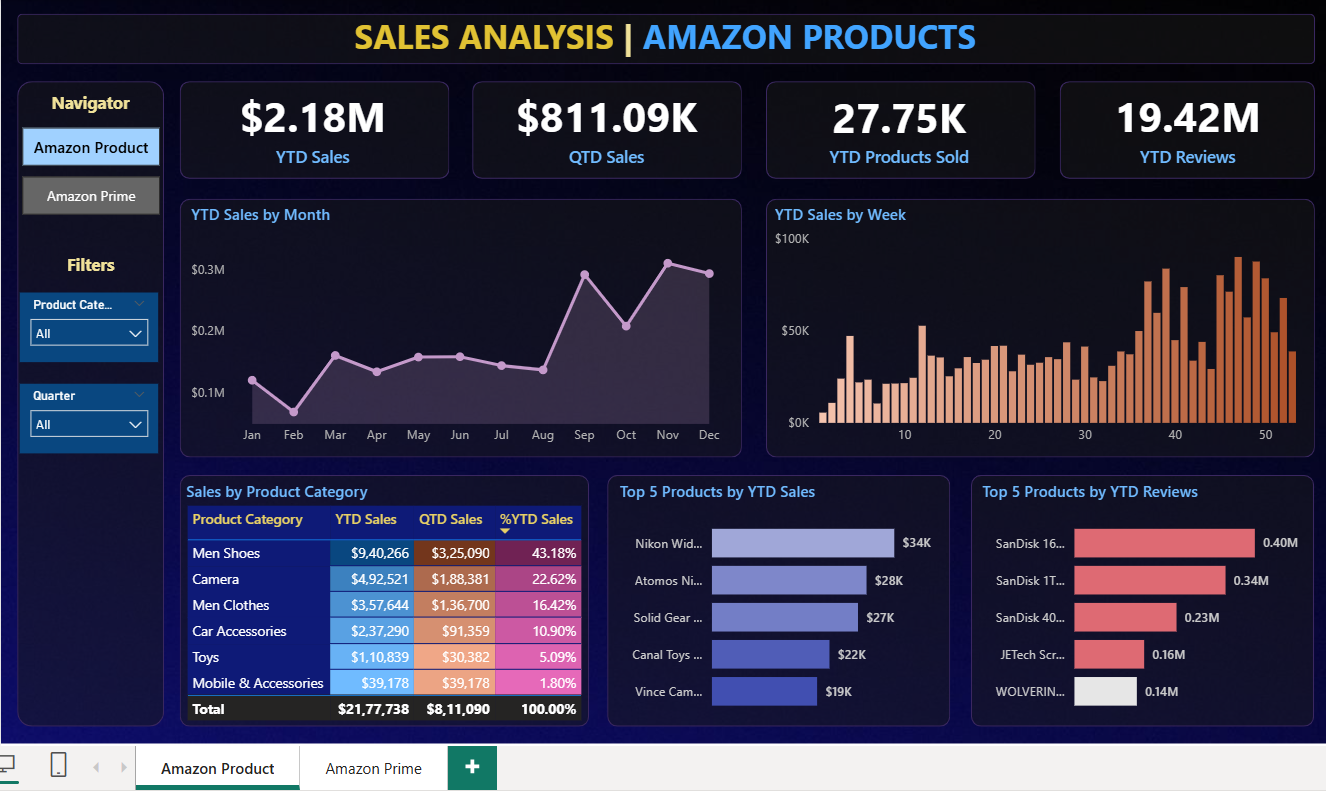 SALES ANALYSIS | AMAZON PRODUCTS
Navigator
Amazon Product
Amazon Prime
Filters
Product Cate...
All
Quarter
All
$2.18M
YTD Sales
$811.09K
QTD Sales
27.75K
YTD Products Sold
19.42M
YTD Reviews
YTD Sales by Month
$0.3M
$0.2M
$0.1M
Jan Feb Mar Apr May Jun Jul Aug Sep Oct Nov Dec
YTD Sales by Week
$100K
$50K
$0K
10 20 30 40 50
Sales by Product Category
Product Category YTD Sales QTD Sales %YTD Sales
Men Shoes $9,40,266 $3,25,090 43.18%
Camera $4,92,521 $1,88,381 22.62%
Men Clothes $3,57,644 $1,36,700 16.42%
Car Accessories $2,37,290 $91,359 10.90%
Toys $1,10,839 $30,382 5.09%
Mobile & Accessories $39,178 $39,178 1.80%
Total $21,77,738 $8,11,090 100.00%
Top 5 Products by YTD Sales
Nikon Wid... $34K
Atomos Ni... $28K
Solid Gear ... $27K
Canal Toys ... $22K
Vince Cam... $19K
Top 5 Products by YTD Reviews
SanDisk 16... 0.40M
SanDisk 1T... 0.34M
SanDisk 40... 0.23M
JETech Scr... 0.16M
WOLVERIN... 0.14M
Amazon Product
Amazon Prime
+